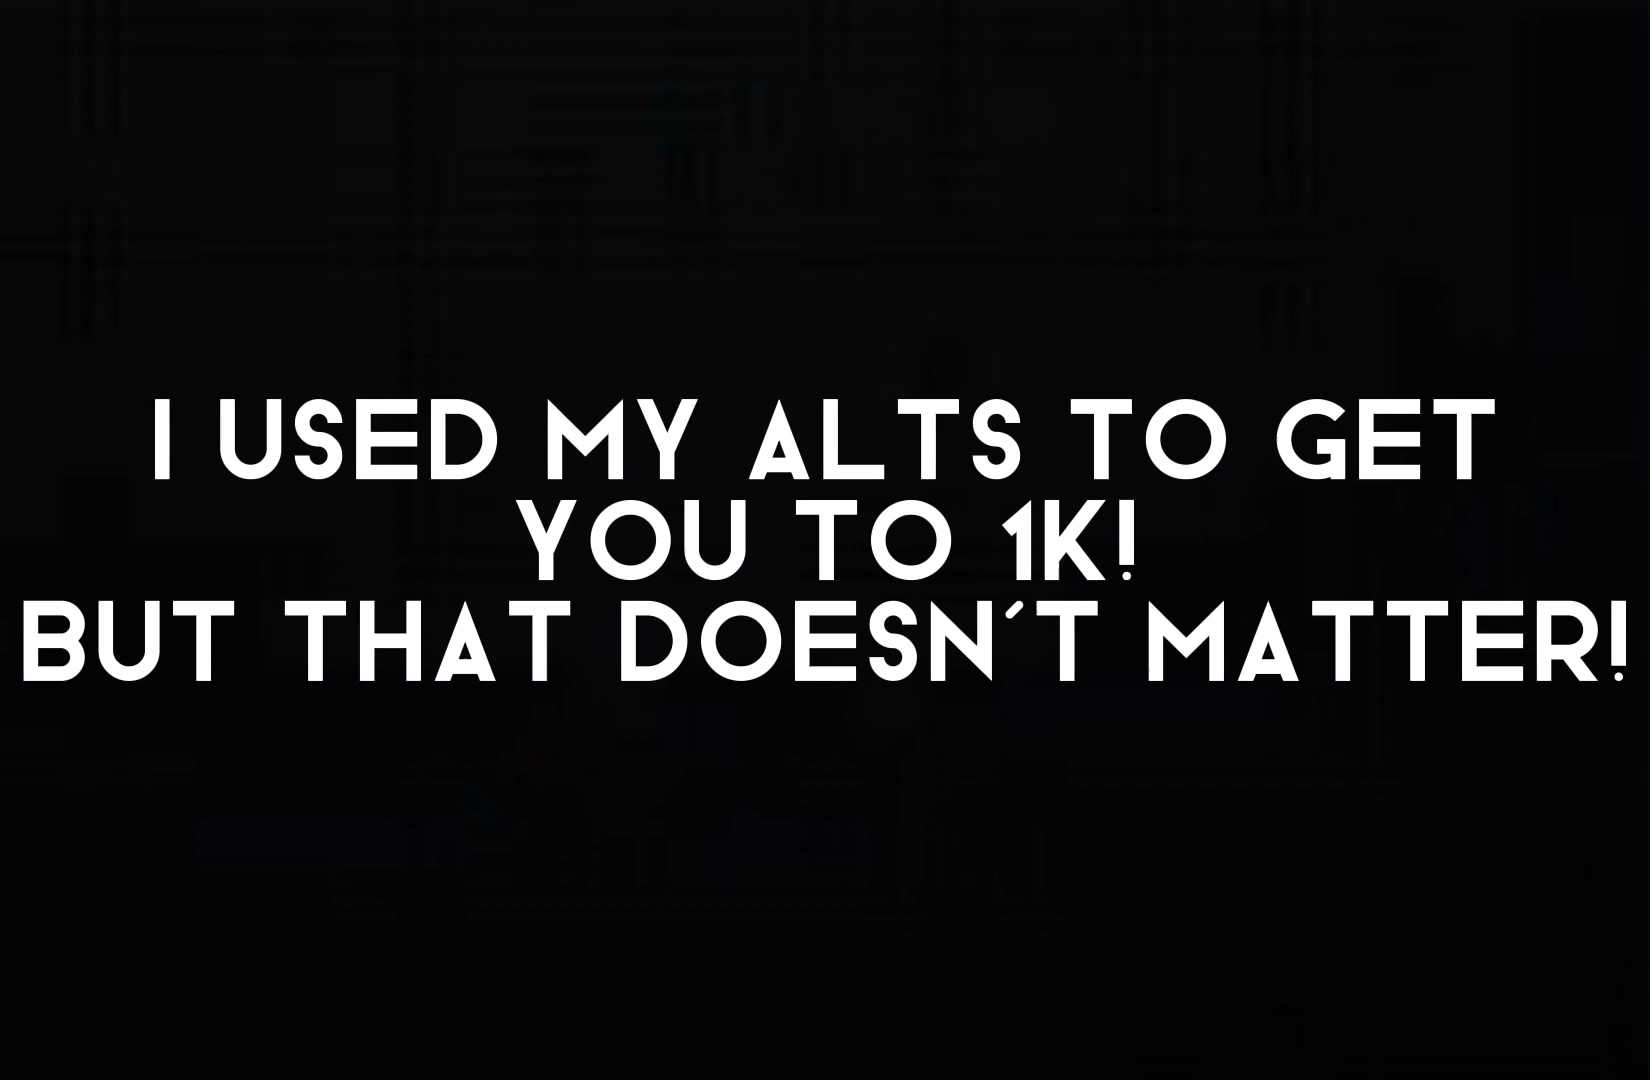 I USED MY ALTS TO GET
YOU TO 1K!
BUT THAT DOESN'T MATTER!